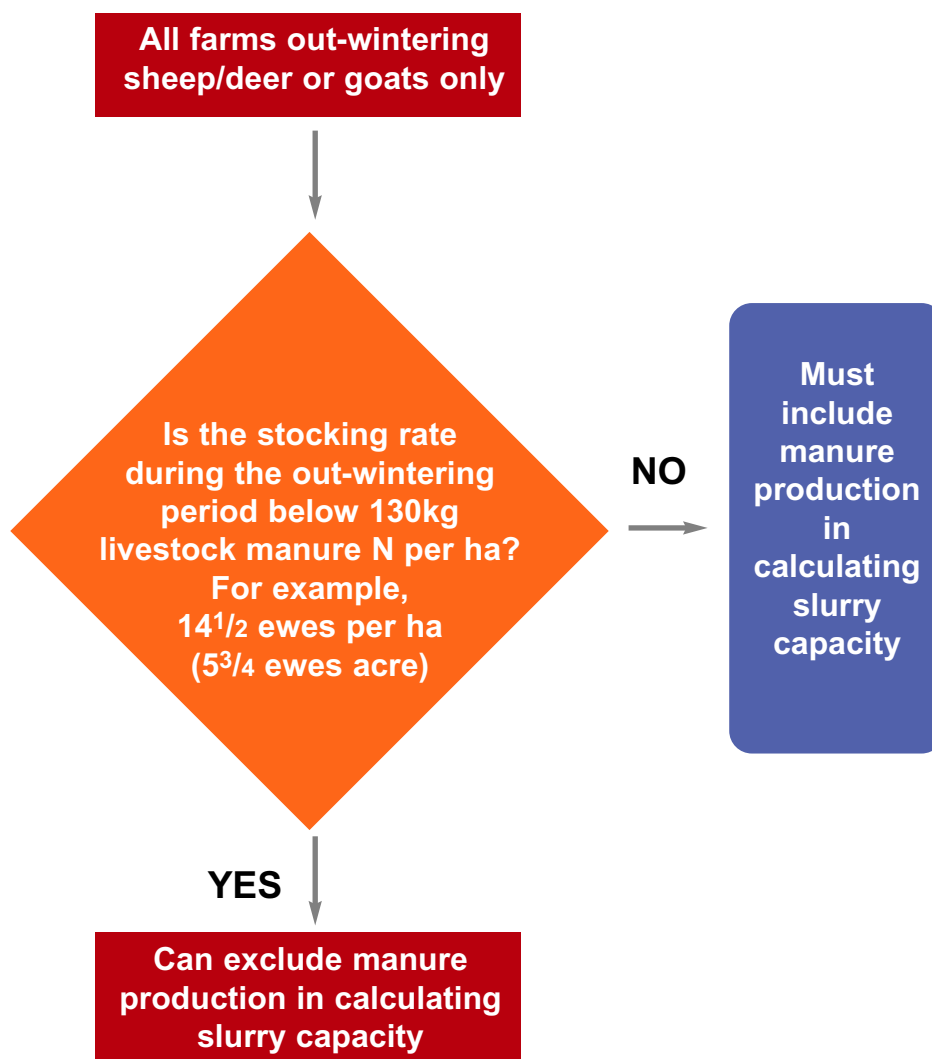 All farms out-wintering
sheep/deer or goats only
Is the stocking rate
during the out-wintering
period below 130kg
livestock manure N per ha?
For example,
141/2 ewes per ha
(53/4 ewes acre)
NO
Must
include
manure
production
in
calculating
slurry
capacity
YES
Can exclude manure
production in calculating
slurry capacity